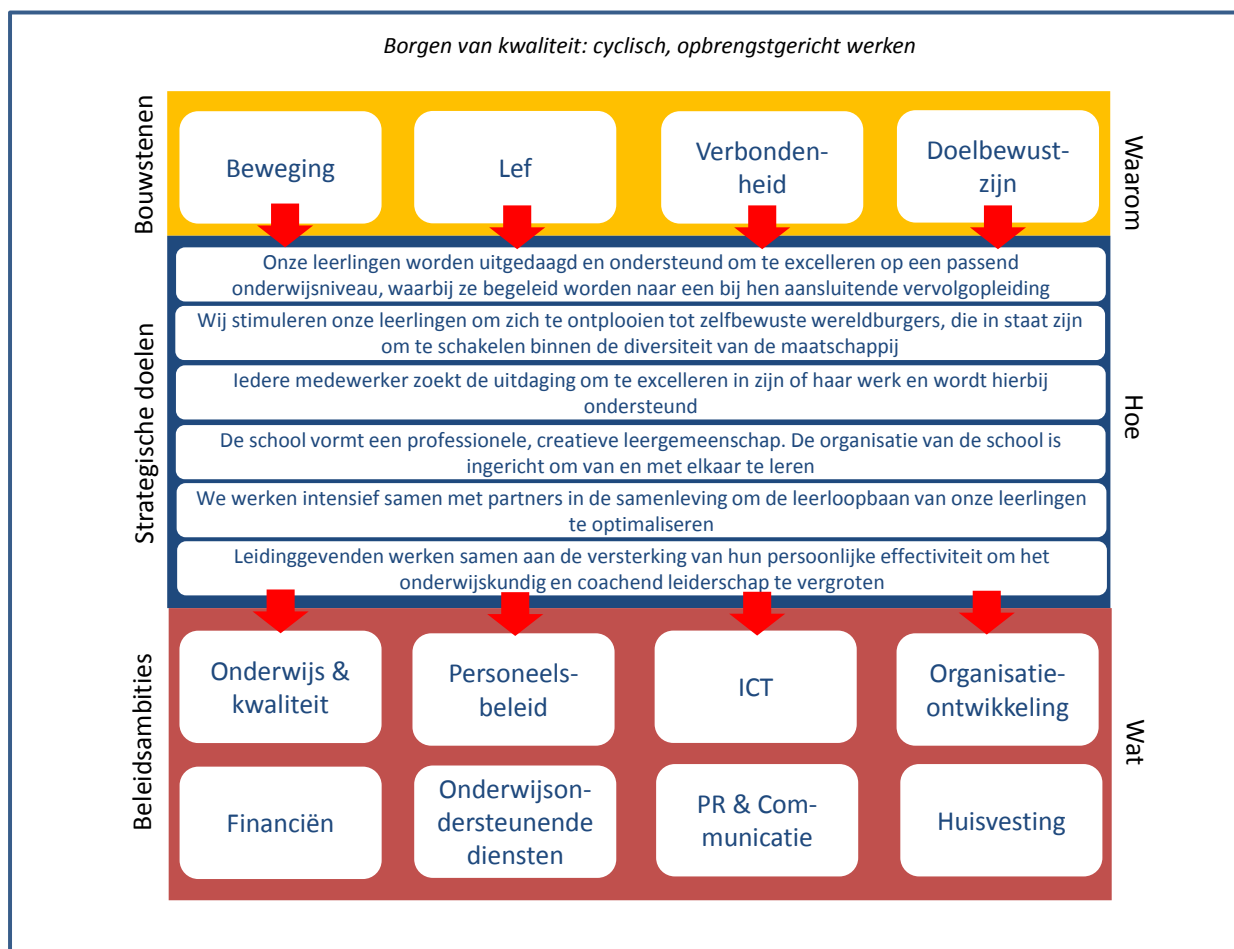 Borgen van kwaliteit: cyclisch, opbrengstgericht werken
Bouwstenen
Beweging
Lef
Verbonden-
heid
Doelbewust-
zijn
Waarom
Strategische doelen
Onze leerlingen worden uitgedaagd en ondersteund om te excelleren op een passend
onderwijsniveau, waarbij ze begeleid worden naar een bij hen aansluitende vervolgopleiding
Wij stimuleren onze leerlingen om zich te ontplooien tot zelfbewuste wereldburgers, die in staat zijn
om te schakelen binnen de diversiteit van de maatschappij
Iedere medewerker zoekt de uitdaging om te excelleren in zijn of haar werk en wordt hierbij
ondersteund
De school vormt een professionele, creatieve leergemeenschap. De organisatie van de school is
ingericht om van en met elkaar te leren
We werken intensief samen met partners in de samenleving om de leerloopbaan van onze leerlingen
te optimaliseren
Leidinggevenden werken samen aan de versterking van hun persoonlijke effectiviteit om het
onderwijskundig en coachend leiderschap te vergroten
Hoe
Beleidsambities
Onderwijs &
kwaliteit
Personeels-
beleid
ICT
Organisatie-
ontwikkeling
Financiën
Onderwijson-
dersteunende
diensten
PR & Com-
municatie
Huisvesting
Wat